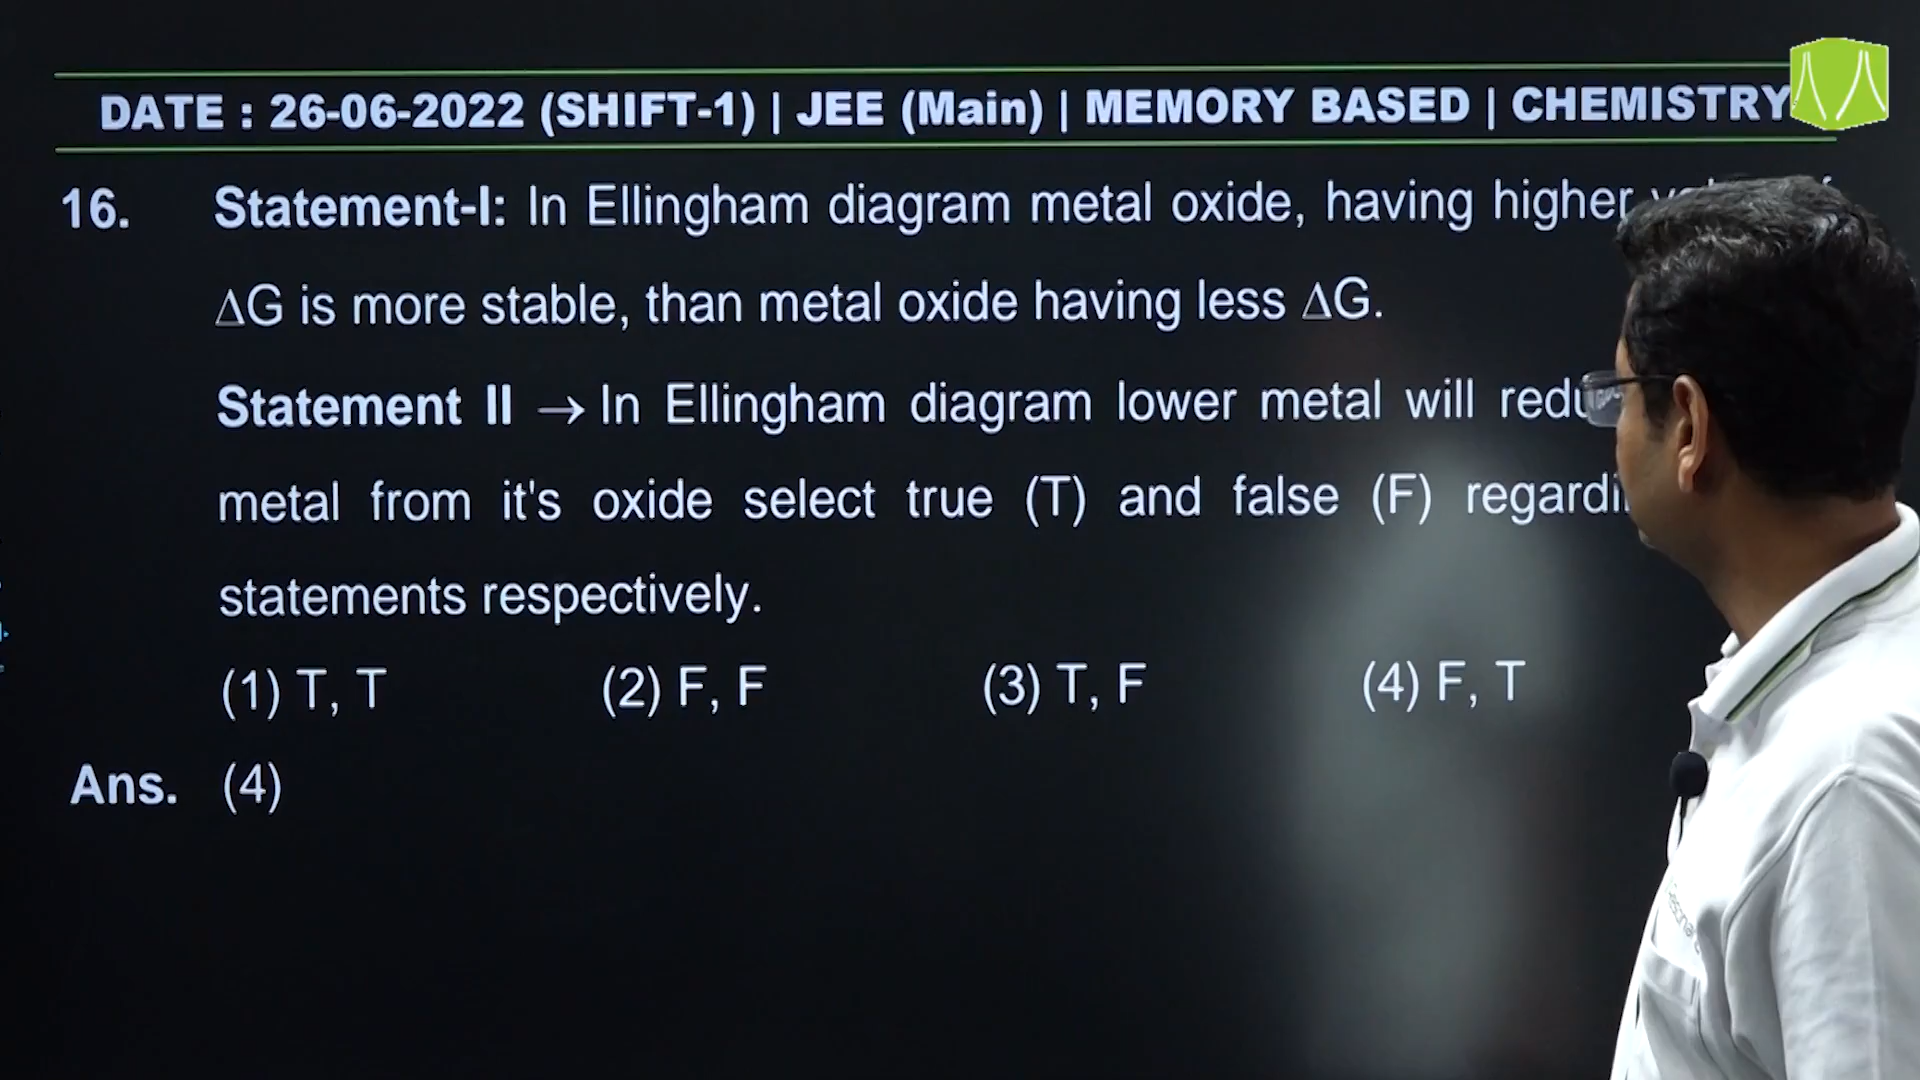 DATE : 26-06-2022 (SHIFT-1) | JEE (Main) | MEMORY BASED | CHEMISTRY
16. Statement-I: In Ellingham diagram metal oxide, having higher
ΔG is more stable, than metal oxide having less ΔG.
Statement II → In Ellingham diagram lower metal will
metal from it's oxide select true (T) and false (F)
statements respectively.
(1) T, T (2) F, F (3) T, F (4) F, T
Ans. (4)